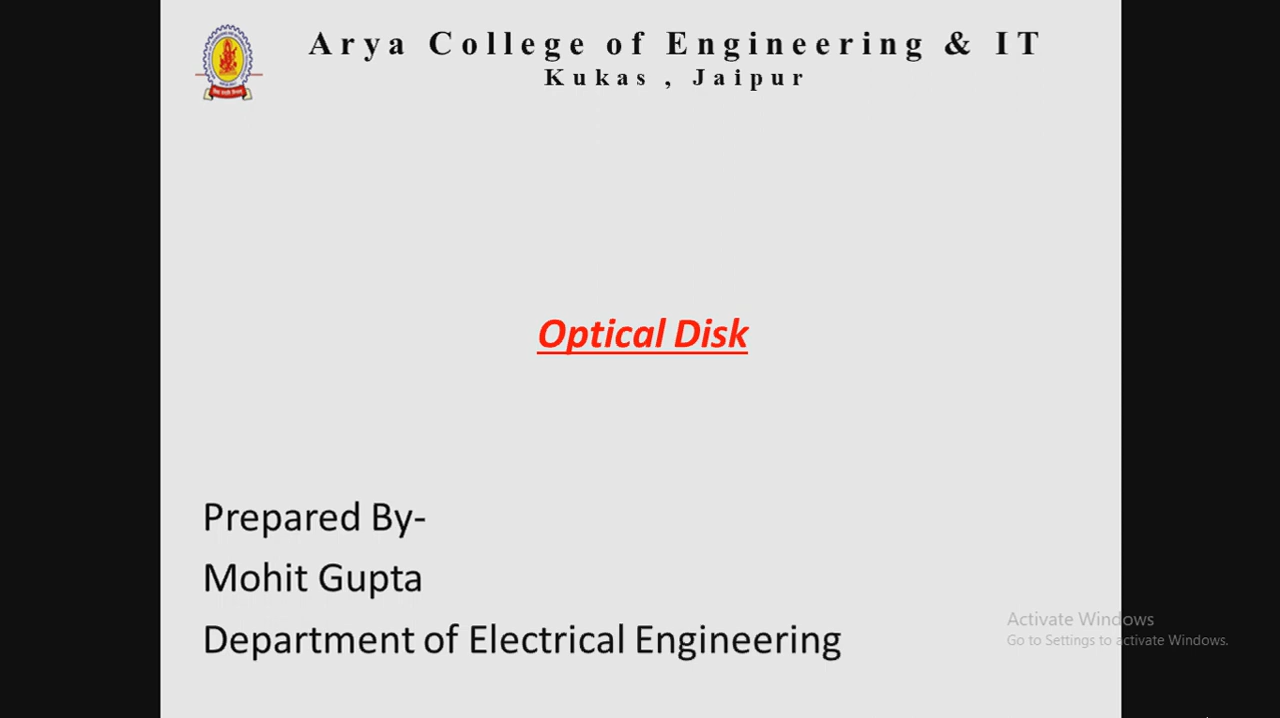 Arya College of Engineering & IT
Kukas , Jaipur
Optical Disk
Prepared By-
Mohit Gupta
Department of Electrical Engineering
Activate Windows
Go to Settings to activate Windows.